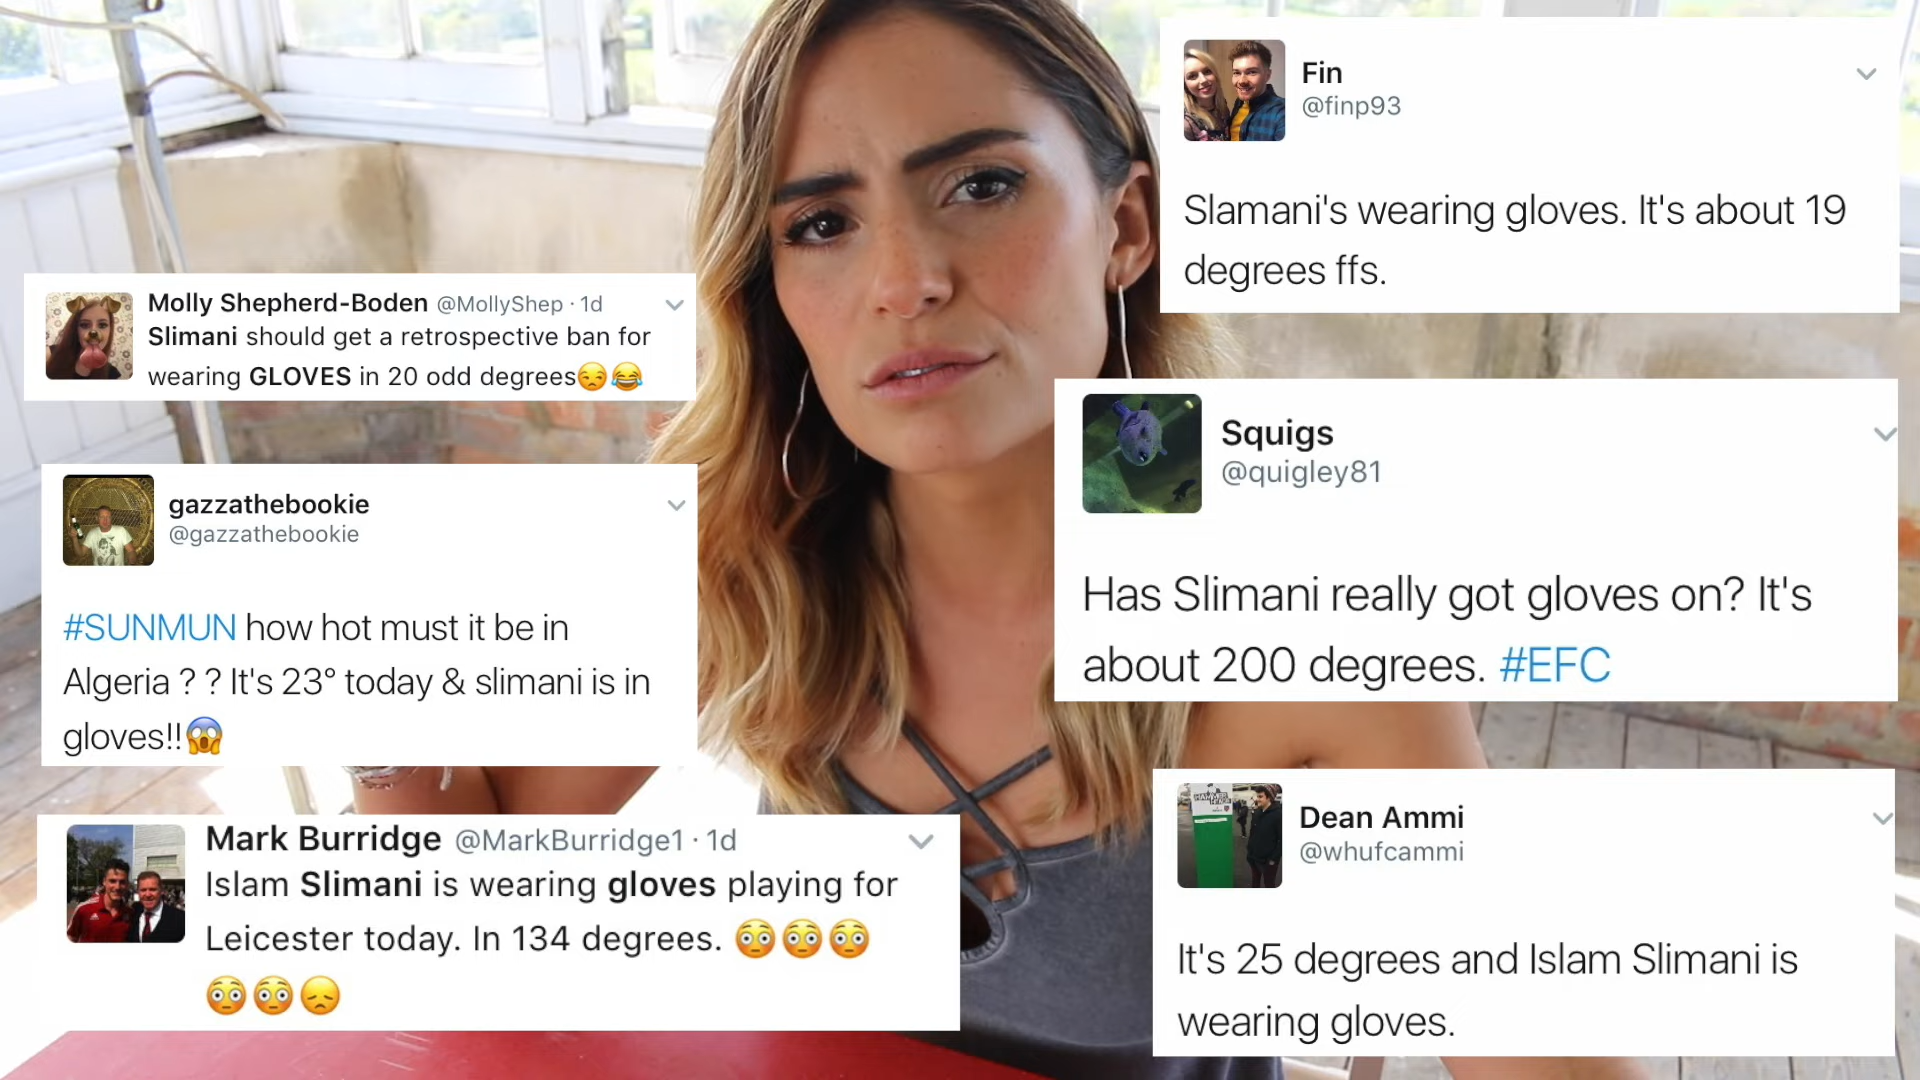 Molly Shepherd-Boden @MollyShep · 1d
Slimani should get a retrospective ban for
wearing GLOVES in 20 odd degrees😒😂
gazzathebookie
@gazzathebookie
#SUNMUN how hot must it be in
Algeria ? ? It's 23° today & slimani is in
gloves!!😱
Mark Burridge @MarkBurridge1 · 1d
Islam Slimani is wearing gloves playing for
Leicester today. In 134 degrees. 😳😳😳
😳😳😞
Fin
@finp93
Slamani's wearing gloves. It's about 19
degrees ffs.
Squigs
@quigley81
Has Slimani really got gloves on? It's
about 200 degrees. #EFC
Dean Ammi
@whufcammi
It's 25 degrees and Islam Slimani is
wearing gloves.